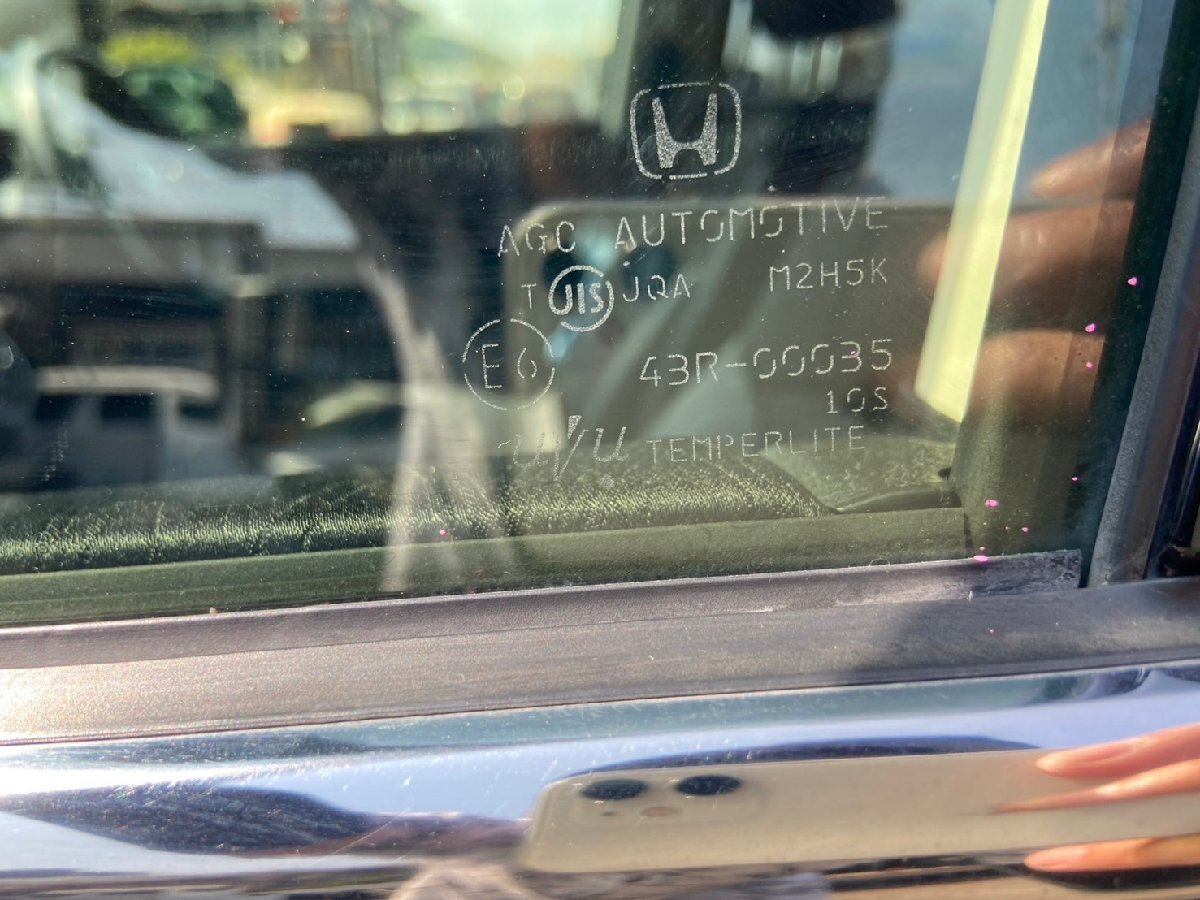 AGC AUTOMOTIVE
T JIS JQA M2H5K
E6 43R-00035
10S
TEMPERLITE